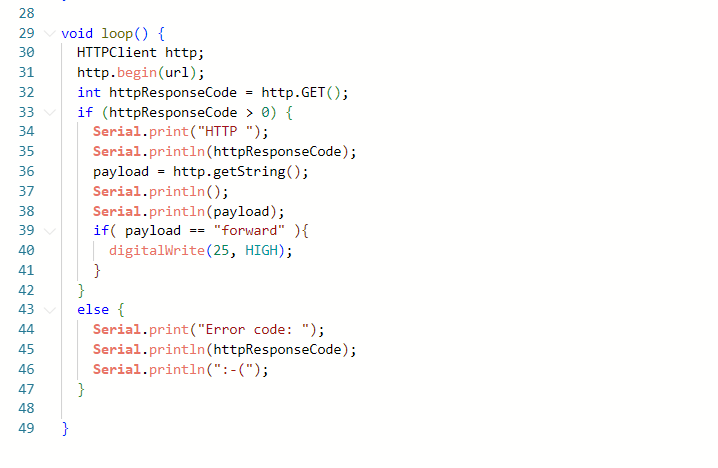 28
29 void loop() {
30 HTTPClient http;
31 http.begin(url);
32 int httpResponseCode = http.GET();
33 if (httpResponseCode > 0) {
34 Serial.print("HTTP ");
35 Serial.println(httpResponseCode);
36 payload = http.getString();
37 Serial.println();
38 Serial.println(payload);
39 if( payload == "forward" ){
40 digitalWrite(25, HIGH);
41 }
42 }
43 else {
44 Serial.print("Error code: ");
45 Serial.println(httpResponseCode);
46 Serial.println(":-(");
47 }
48
49 }